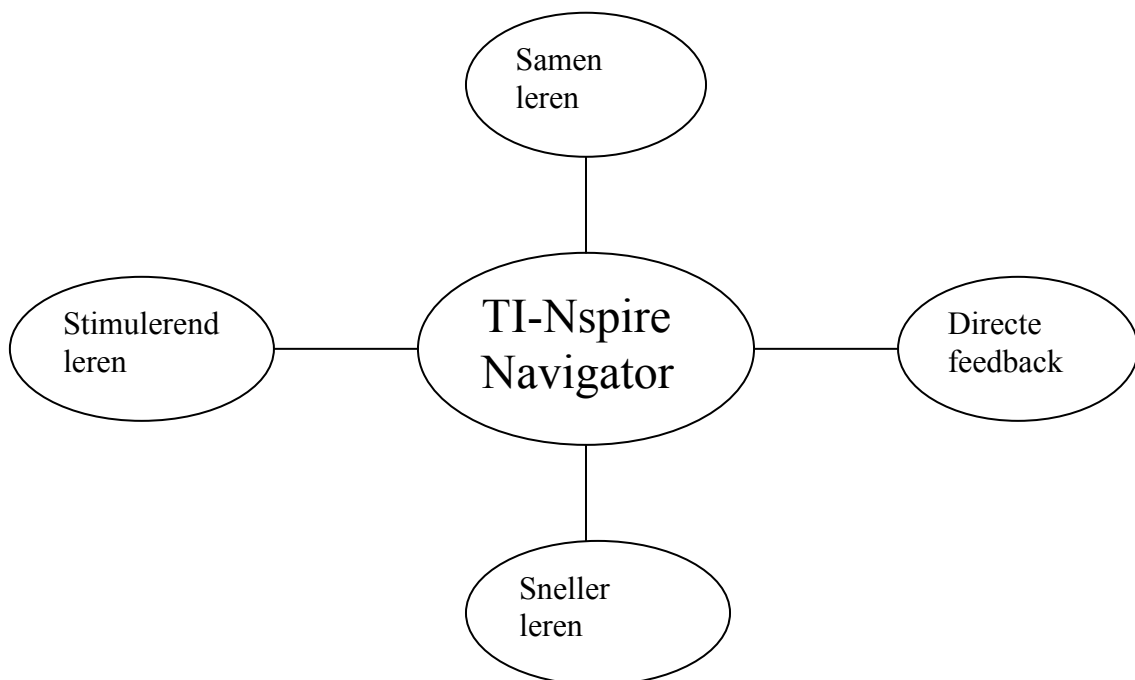 Samen
leren
Stimulerend
leren
TI-Nspire
Navigator
Directe
feedback
Sneller
leren